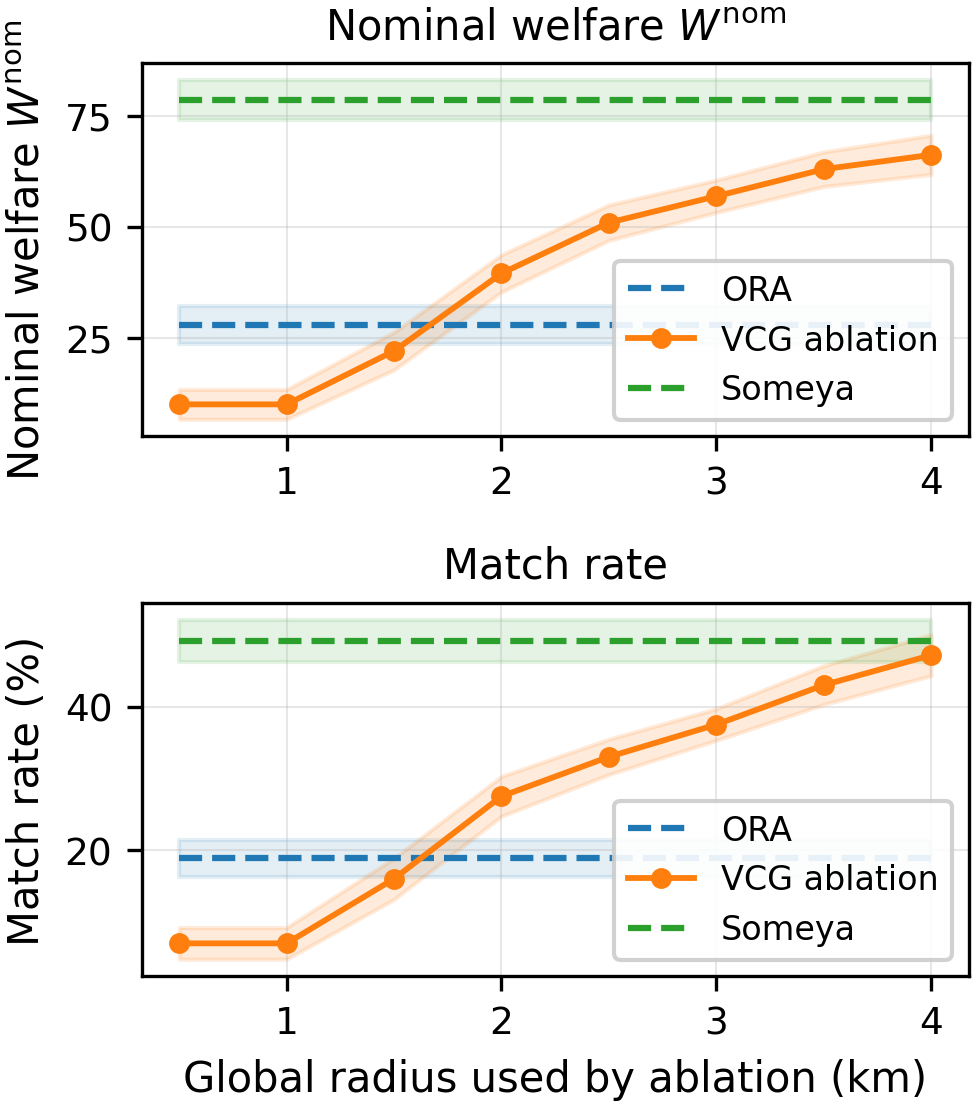 Nominal welfare W^nom
Nominal welfare W^nom
75
50
25
ORA
VCG ablation
Someya
1 2 3 4
Match rate
Match rate (%)
40
20
ORA
VCG ablation
Someya
1 2 3 4
Global radius used by ablation (km)